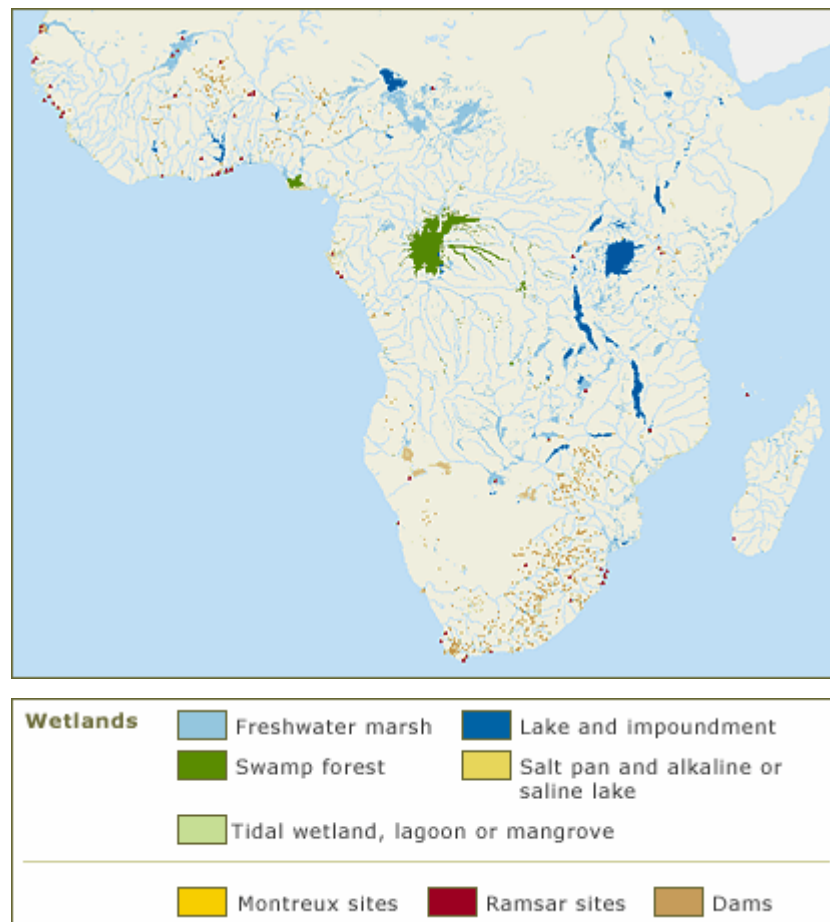 Wetlands
Freshwater marsh
Lake and impoundment
Swamp forest
Salt pan and alkaline or
saline lake
Tidal wetland, lagoon or mangrove
Montreux sites
Ramsar sites
Dams